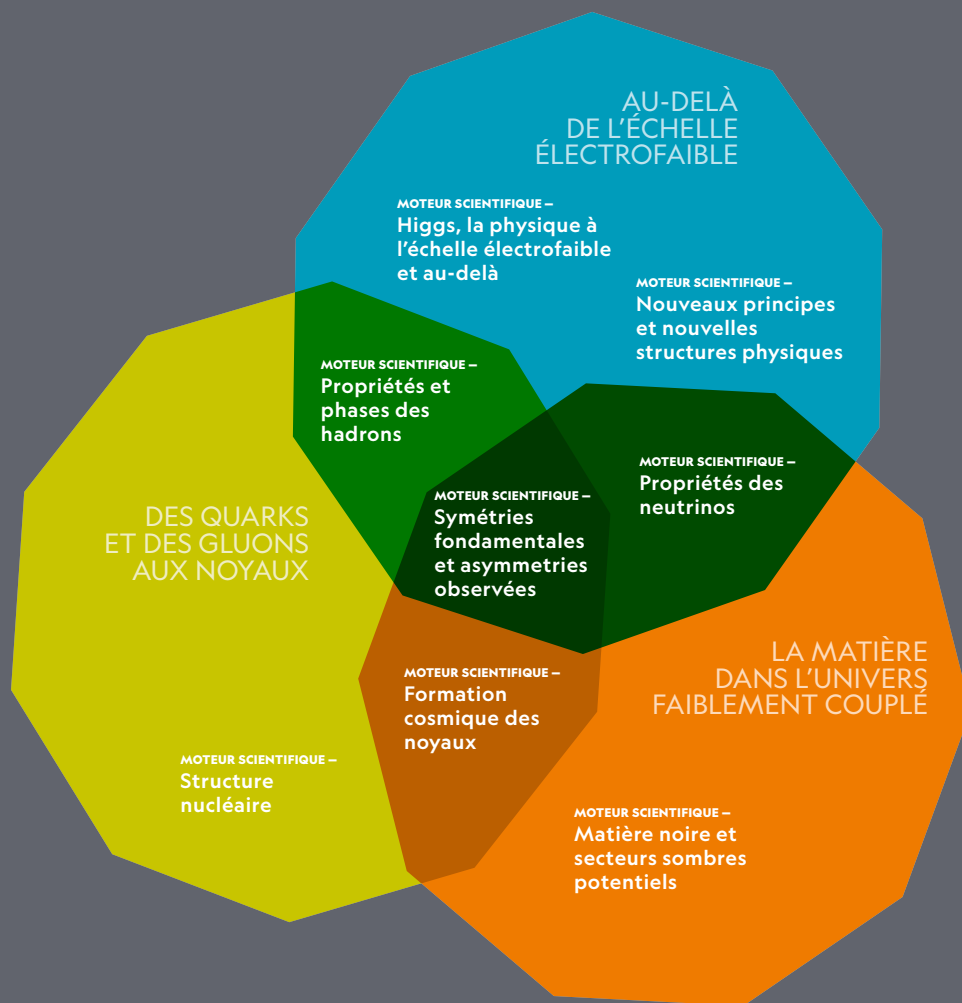 AU-DELÀ
DE L'ÉCHELLE
ÉLECTROFAIBLE
MOTEUR SCIENTIFIQUE –
Higgs, la physique à
l'échelle électrofaible
et au-delà
MOTEUR SCIENTIFIQUE –
Nouveaux principes
et nouvelles
structures physiques
MOTEUR SCIENTIFIQUE –
Propriétés et
phases des
hadrons
MOTEUR SCIENTIFIQUE –
Propriétés des
neutrinos
MOTEUR SCIENTIFIQUE –
Symétries
fondamentales
et asymmetries
observées
DES QUARKS
ET DES GLUONS
AUX NOYAUX
LA MATIÈRE
DANS L'UNIVERS
FAIBLEMENT COUPLÉ
MOTEUR SCIENTIFIQUE –
Formation
cosmique des
noyaux
MOTEUR SCIENTIFIQUE –
Structure
nucléaire
MOTEUR SCIENTIFIQUE –
Matière noire et
secteurs sombres
potentiels